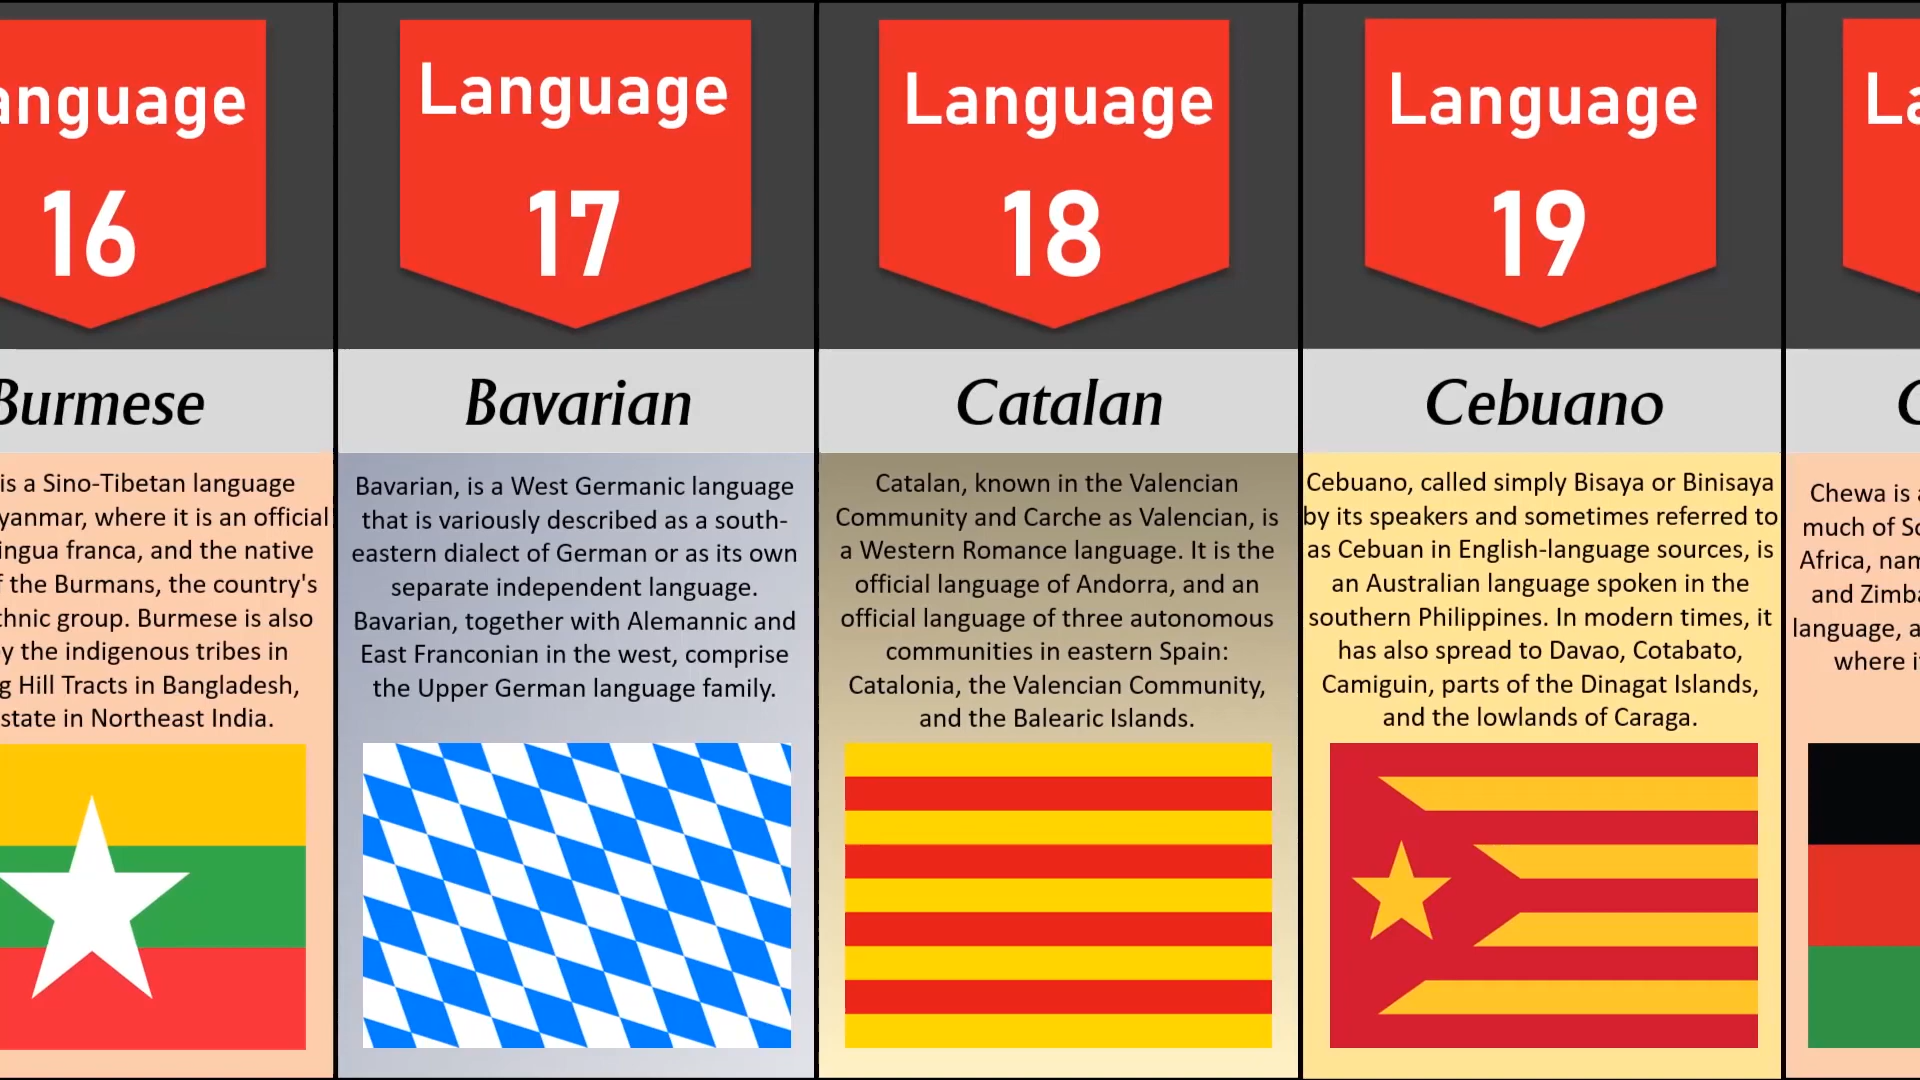 anguage
16
Burmese
is a Sino-Tibetan language
yanmar, where it is an official
ingua franca, and the native
f the Burmans, the country's
thnic group. Burmese is also
y the indigenous tribes in
g Hill Tracts in Bangladesh,
state in Northeast India.
Language
17
Bavarian
Bavarian, is a West Germanic language
that is variously described as a south-
eastern dialect of German or as its own
separate independent language.
Bavarian, together with Alemannic and
East Franconian in the west, comprise
the Upper German language family.
Language
18
Catalan
Catalan, known in the Valencian
Community and Carche as Valencian, is
a Western Romance language. It is the
official language of Andorra, and an
official language of three autonomous
communities in eastern Spain:
Catalonia, the Valencian Community,
and the Balearic Islands.
Language
19
Cebuano
Cebuano, called simply Bisaya or Binisaya
by its speakers and sometimes referred to
as Cebuan in English-language sources, is
an Australian language spoken in the
southern Philippines. In modern times, it
has also spread to Davao, Cotabato,
Camiguin, parts of the Dinagat Islands,
and the lowlands of Caraga.
La
C
Chewa is a
much of So
Africa, nam
and Zimba
language, a
where it